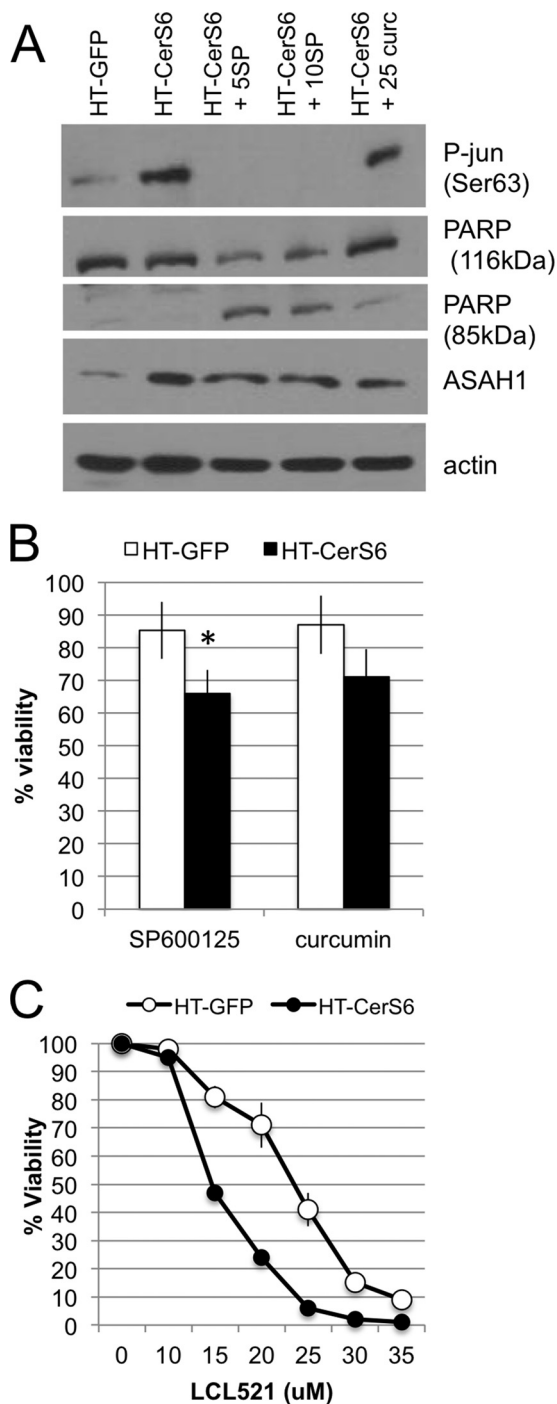 A
HT-GFP
HT-CerS6
HT-CerS6
+ 5SP
HT-CerS6
+ 10SP
HT-CerS6
+ 25 curc
P-jun
(Ser63)
PARP
(116kDa)
PARP
(85kDa)
ASAH1
actin
B
HT-GFP HT-CerS6
% viability
100
90
80
70
60
50
40
30
20
10
0
*
SP600125 curcumin
C
HT-GFP HT-CerS6
% Viability
100
90
80
70
60
50
40
30
20
10
0
0 10 15 20 25 30 35
LCL521 (uM)